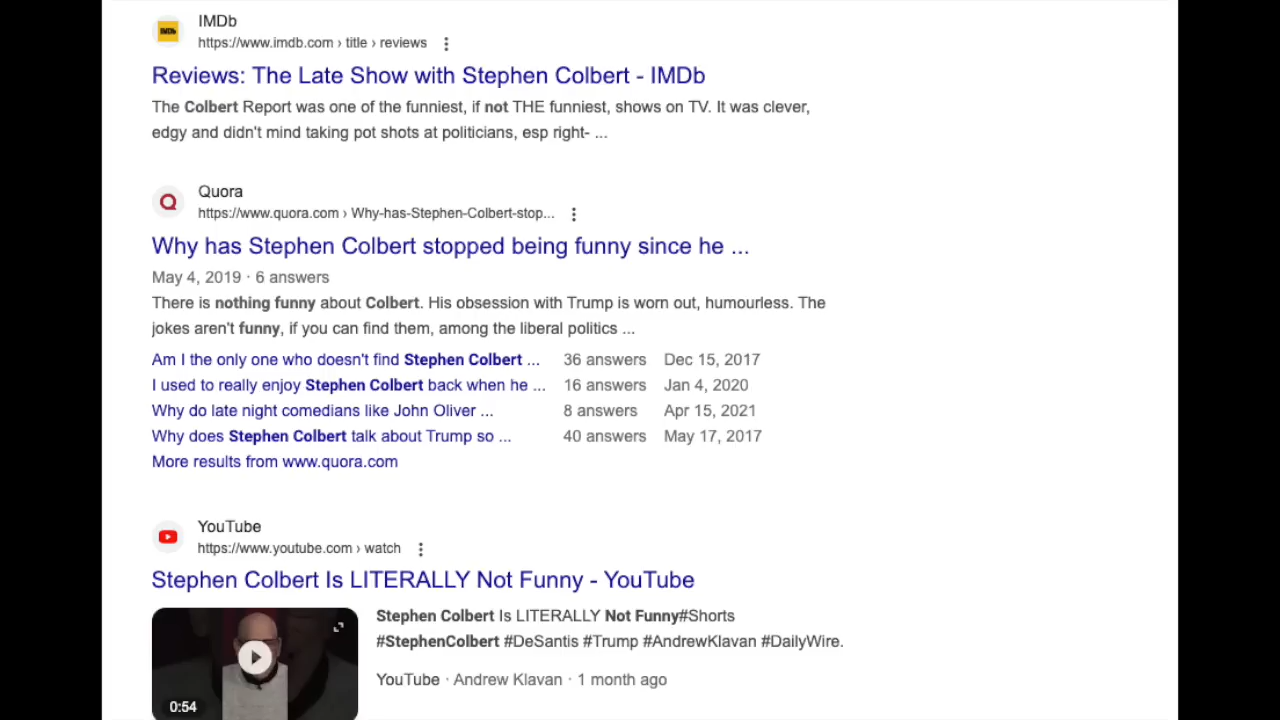 IMDb
IMDb
https://www.imdb.com › title › reviews
Reviews: The Late Show with Stephen Colbert - IMDb
The Colbert Report was one of the funniest, if not THE funniest, shows on TV. It was clever,
edgy and didn't mind taking pot shots at politicians, esp right- ...
Quora
https://www.quora.com › Why-has-Stephen-Colbert-stop...
Why has Stephen Colbert stopped being funny since he ...
May 4, 2019 · 6 answers
There is nothing funny about Colbert. His obsession with Trump is worn out, humourless. The
jokes aren't funny, if you can find them, among the liberal politics ...
Am I the only one who doesn't find Stephen Colbert ... 36 answers Dec 15, 2017
I used to really enjoy Stephen Colbert back when he ... 16 answers Jan 4, 2020
Why do late night comedians like John Oliver ... 8 answers Apr 15, 2021
Why does Stephen Colbert talk about Trump so ... 40 answers May 17, 2017
More results from www.quora.com
YouTube
https://www.youtube.com › watch
Stephen Colbert Is LITERALLY Not Funny - YouTube
Stephen Colbert Is LITERALLY Not Funny#Shorts
#StephenColbert #DeSantis #Trump #AndrewKlavan #DailyWire.
YouTube · Andrew Klavan · 1 month ago
0:54